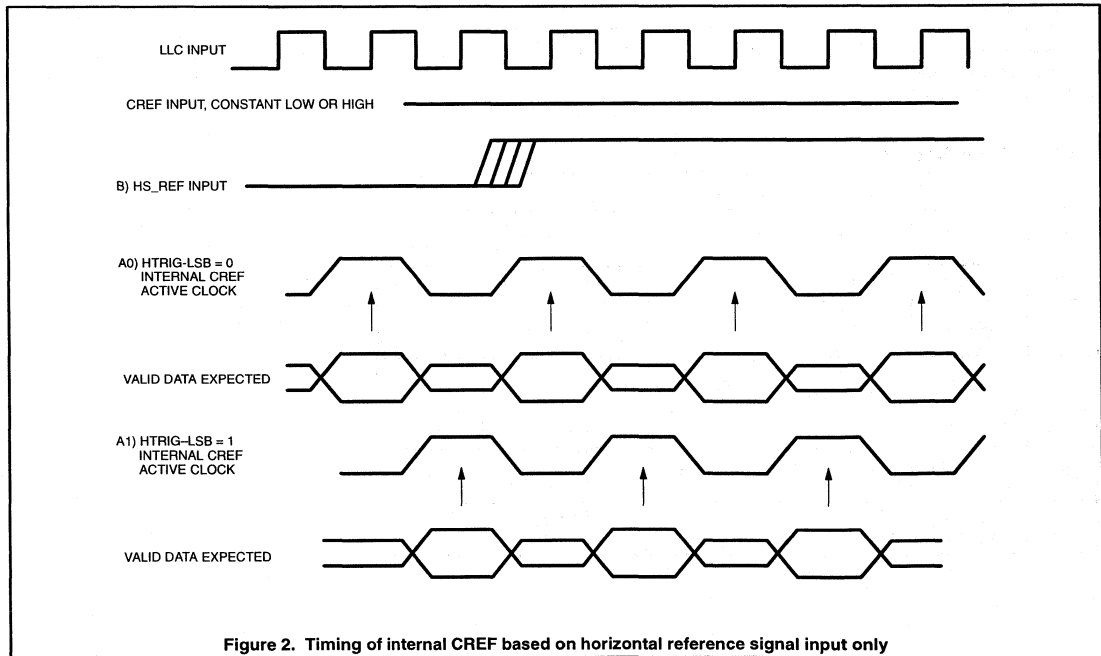 LLC INPUT
CREF INPUT, CONSTANT LOW OR HIGH
B) HS_REF INPUT
A0) HTRIG-LSB = 0
INTERNAL CREF
ACTIVE CLOCK
VALID DATA EXPECTED
A1) HTRIG–LSB = 1
INTERNAL CREF
ACTIVE CLOCK
VALID DATA EXPECTED
Figure 2. Timing of internal CREF based on horizontal reference signal input only